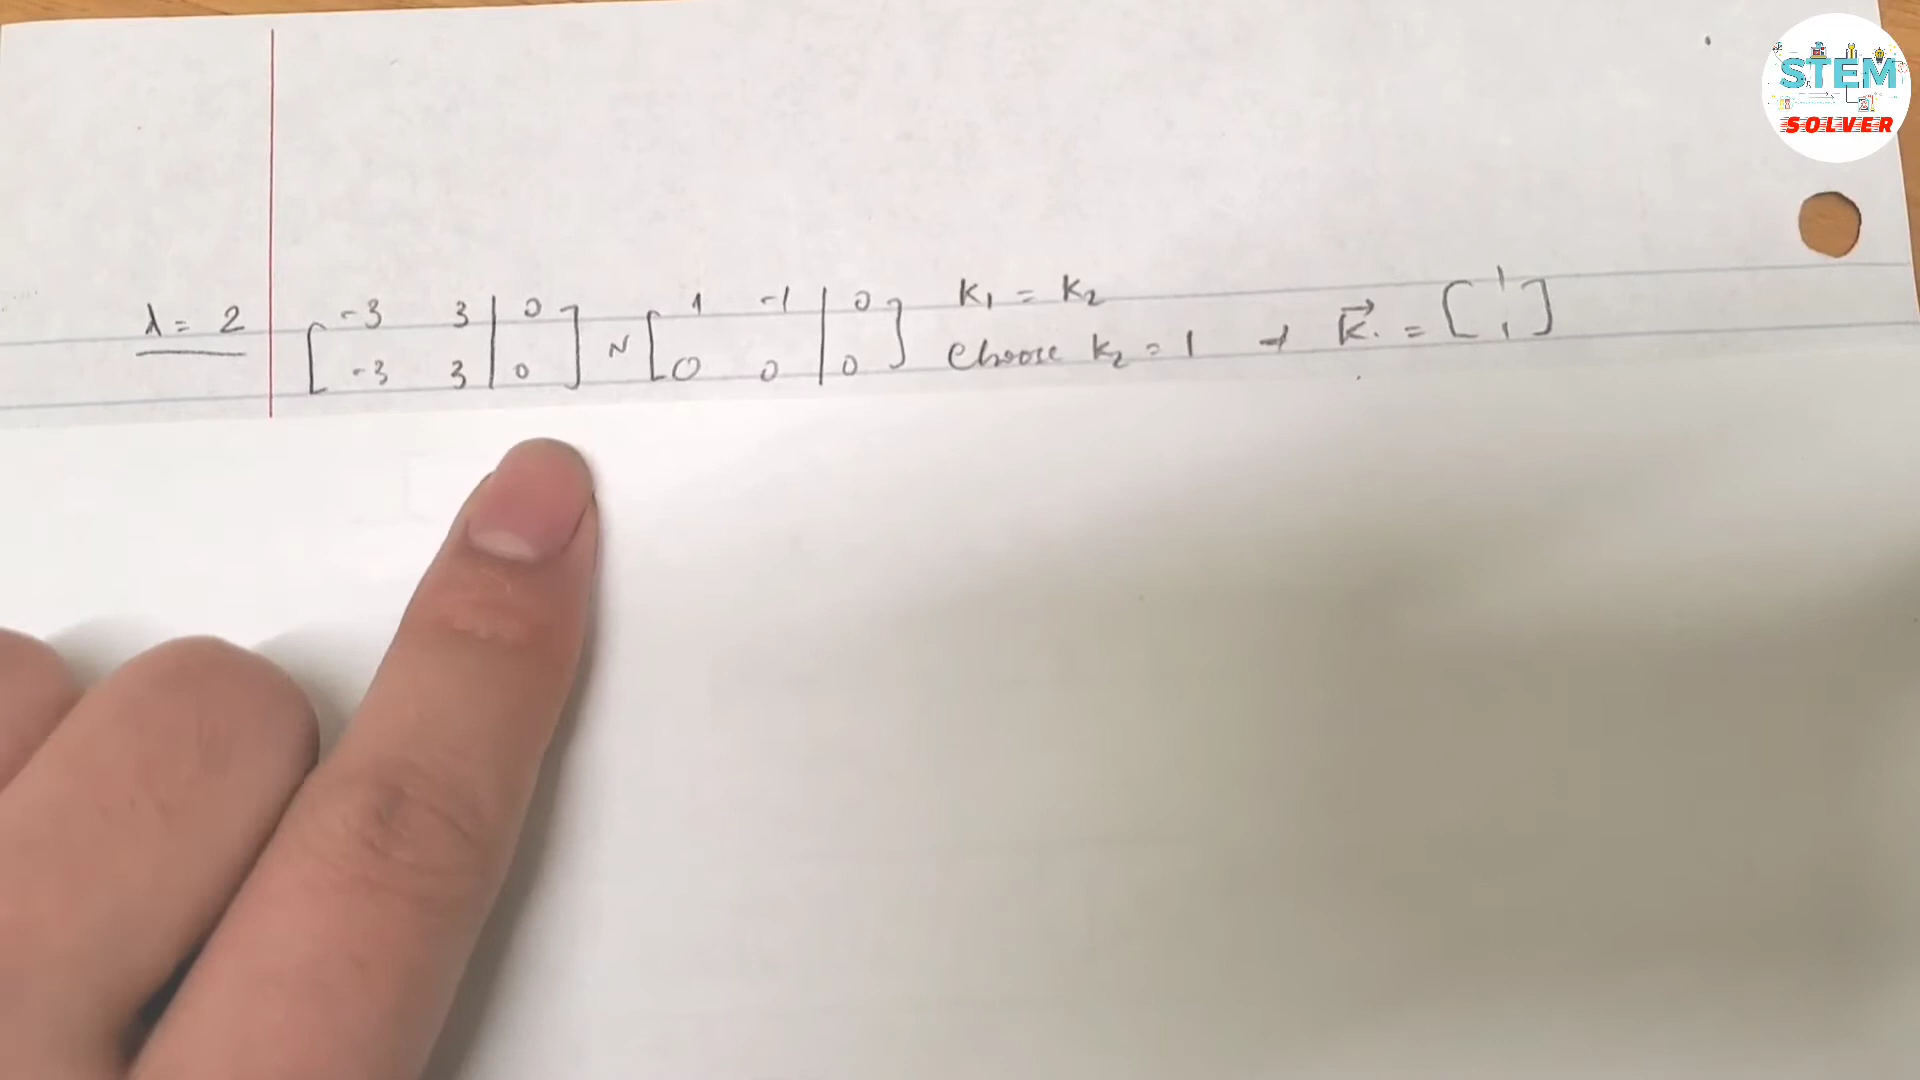 STEM
SOLVER
λ = 2 [-3 3 | 0] ~ [1 -1 | 0] k₁ = k₂
[-3 3 | 0] [0 0 | 0] Choose k₂ = 1 → k⃗. = [1 1]